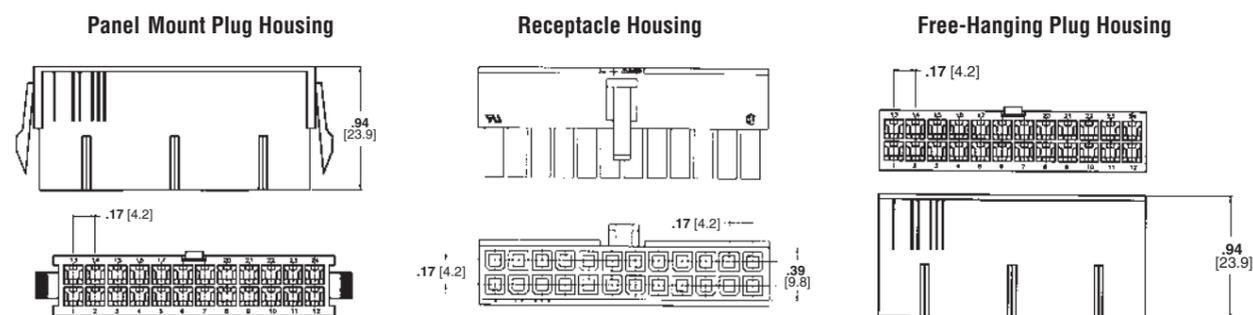 Panel Mount Plug Housing
Receptacle Housing
Free-Hanging Plug Housing
.94
[23.9]
.17 [4.2]
13 14 15 16 17 20 21 22 23 24
1 2 3 4 5 6 7 8 9 10 11 12
.17 [4.2]
.17 [4.2]
.39
[9.8]
.17 [4.2]
13 14 15 16 17 20 21 22 23 24
1 2 3 4 5 6 7 8 9 10 11 12
.94
[23.9]